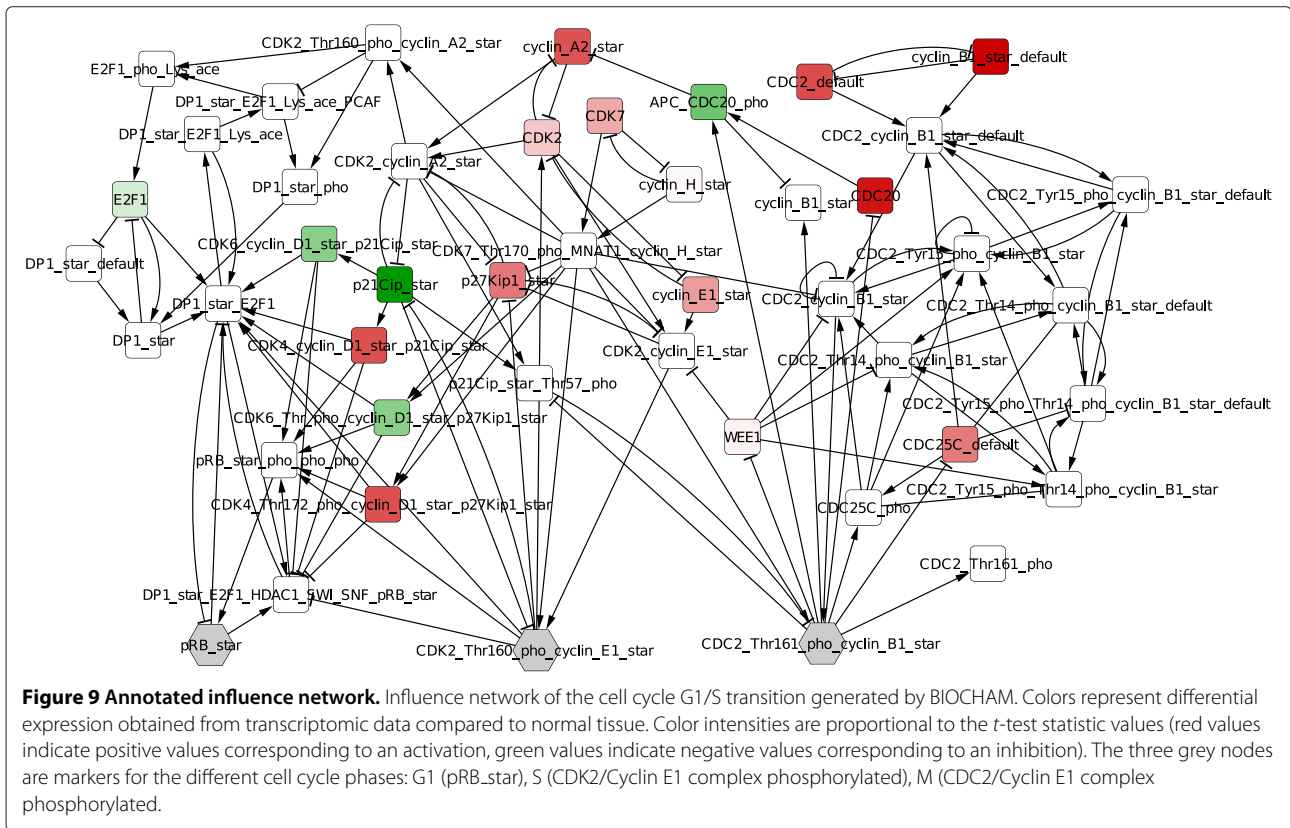 CDK2_Thr160_pho_cyclin_A2_star
cyclin_A2_star
cyclin_B1_star_default
E2F1_pho_Lys_ace
CDC2_default
DP1_star_E2F1_Lys_ace_PCAF
APC_CDC20_pho
CDK7
DP1_star_E2F1_Lys_ace
CDK2
CDC2_cyclin_B1_star_default
CDK2_cyclin_A2_star
DP1_star_pho
cyclin_H_star
E2F1
cyclin_B1_star
CDC20
CDC2_Tyr15_pho_cyclin_B1_star_default
CDK6_cyclin_D1_star_p21Cip_star
CDK7_Thr170_pho_MNAT1_cyclin_H_star
CDC2_Tyr15_pho_cyclin_B1_star
DP1_star_default
p21Cip_star
p27Kip1_star
cyclin_E1_star
CDC2_cyclin_B1_star
DP1_star_E2F1
CDC2_Thr14_pho_cyclin_B1_star_default
DP1_star
CDK4_cyclin_D1_star_p21Cip_star
CDK2_cyclin_E1_star
CDC2_Thr14_pho_cyclin_B1_star
p21Cip_star_Thr57_pho
CDK6_Thr_pho_cyclin_D1_star_p27Kip1_star
CDC2_Tyr15_pho_Thr14_pho_cyclin_B1_star_default
WEE1
CDC25C_default
pRB_star_pho_pho_pho
CDC2_Tyr15_pho_Thr14_pho_cyclin_B1_star
CDK4_Thr172_pho_cyclin_D1_star_p27Kip1_star
CDC25C_pho
CDC2_Thr161_pho
DP1_star_E2F1_HDAC1_SWI_SNF_pRB_star
pRB_star
CDK2_Thr160_pho_cyclin_E1_star
CDC2_Thr161_pho_cyclin_B1_star
Figure 9 Annotated influence network. Influence network of the cell cycle G1/S transition generated by BIOCHAM. Colors represent differential
expression obtained from transcriptomic data compared to normal tissue. Color intensities are proportional to the t-test statistic values (red values
indicate positive values corresponding to an activation, green values indicate negative values corresponding to an inhibition). The three grey nodes
are markers for the different cell cycle phases: G1 (pRB_star), S (CDK2/Cyclin E1 complex phosphorylated), M (CDC2/Cyclin E1 complex
phosphorylated.